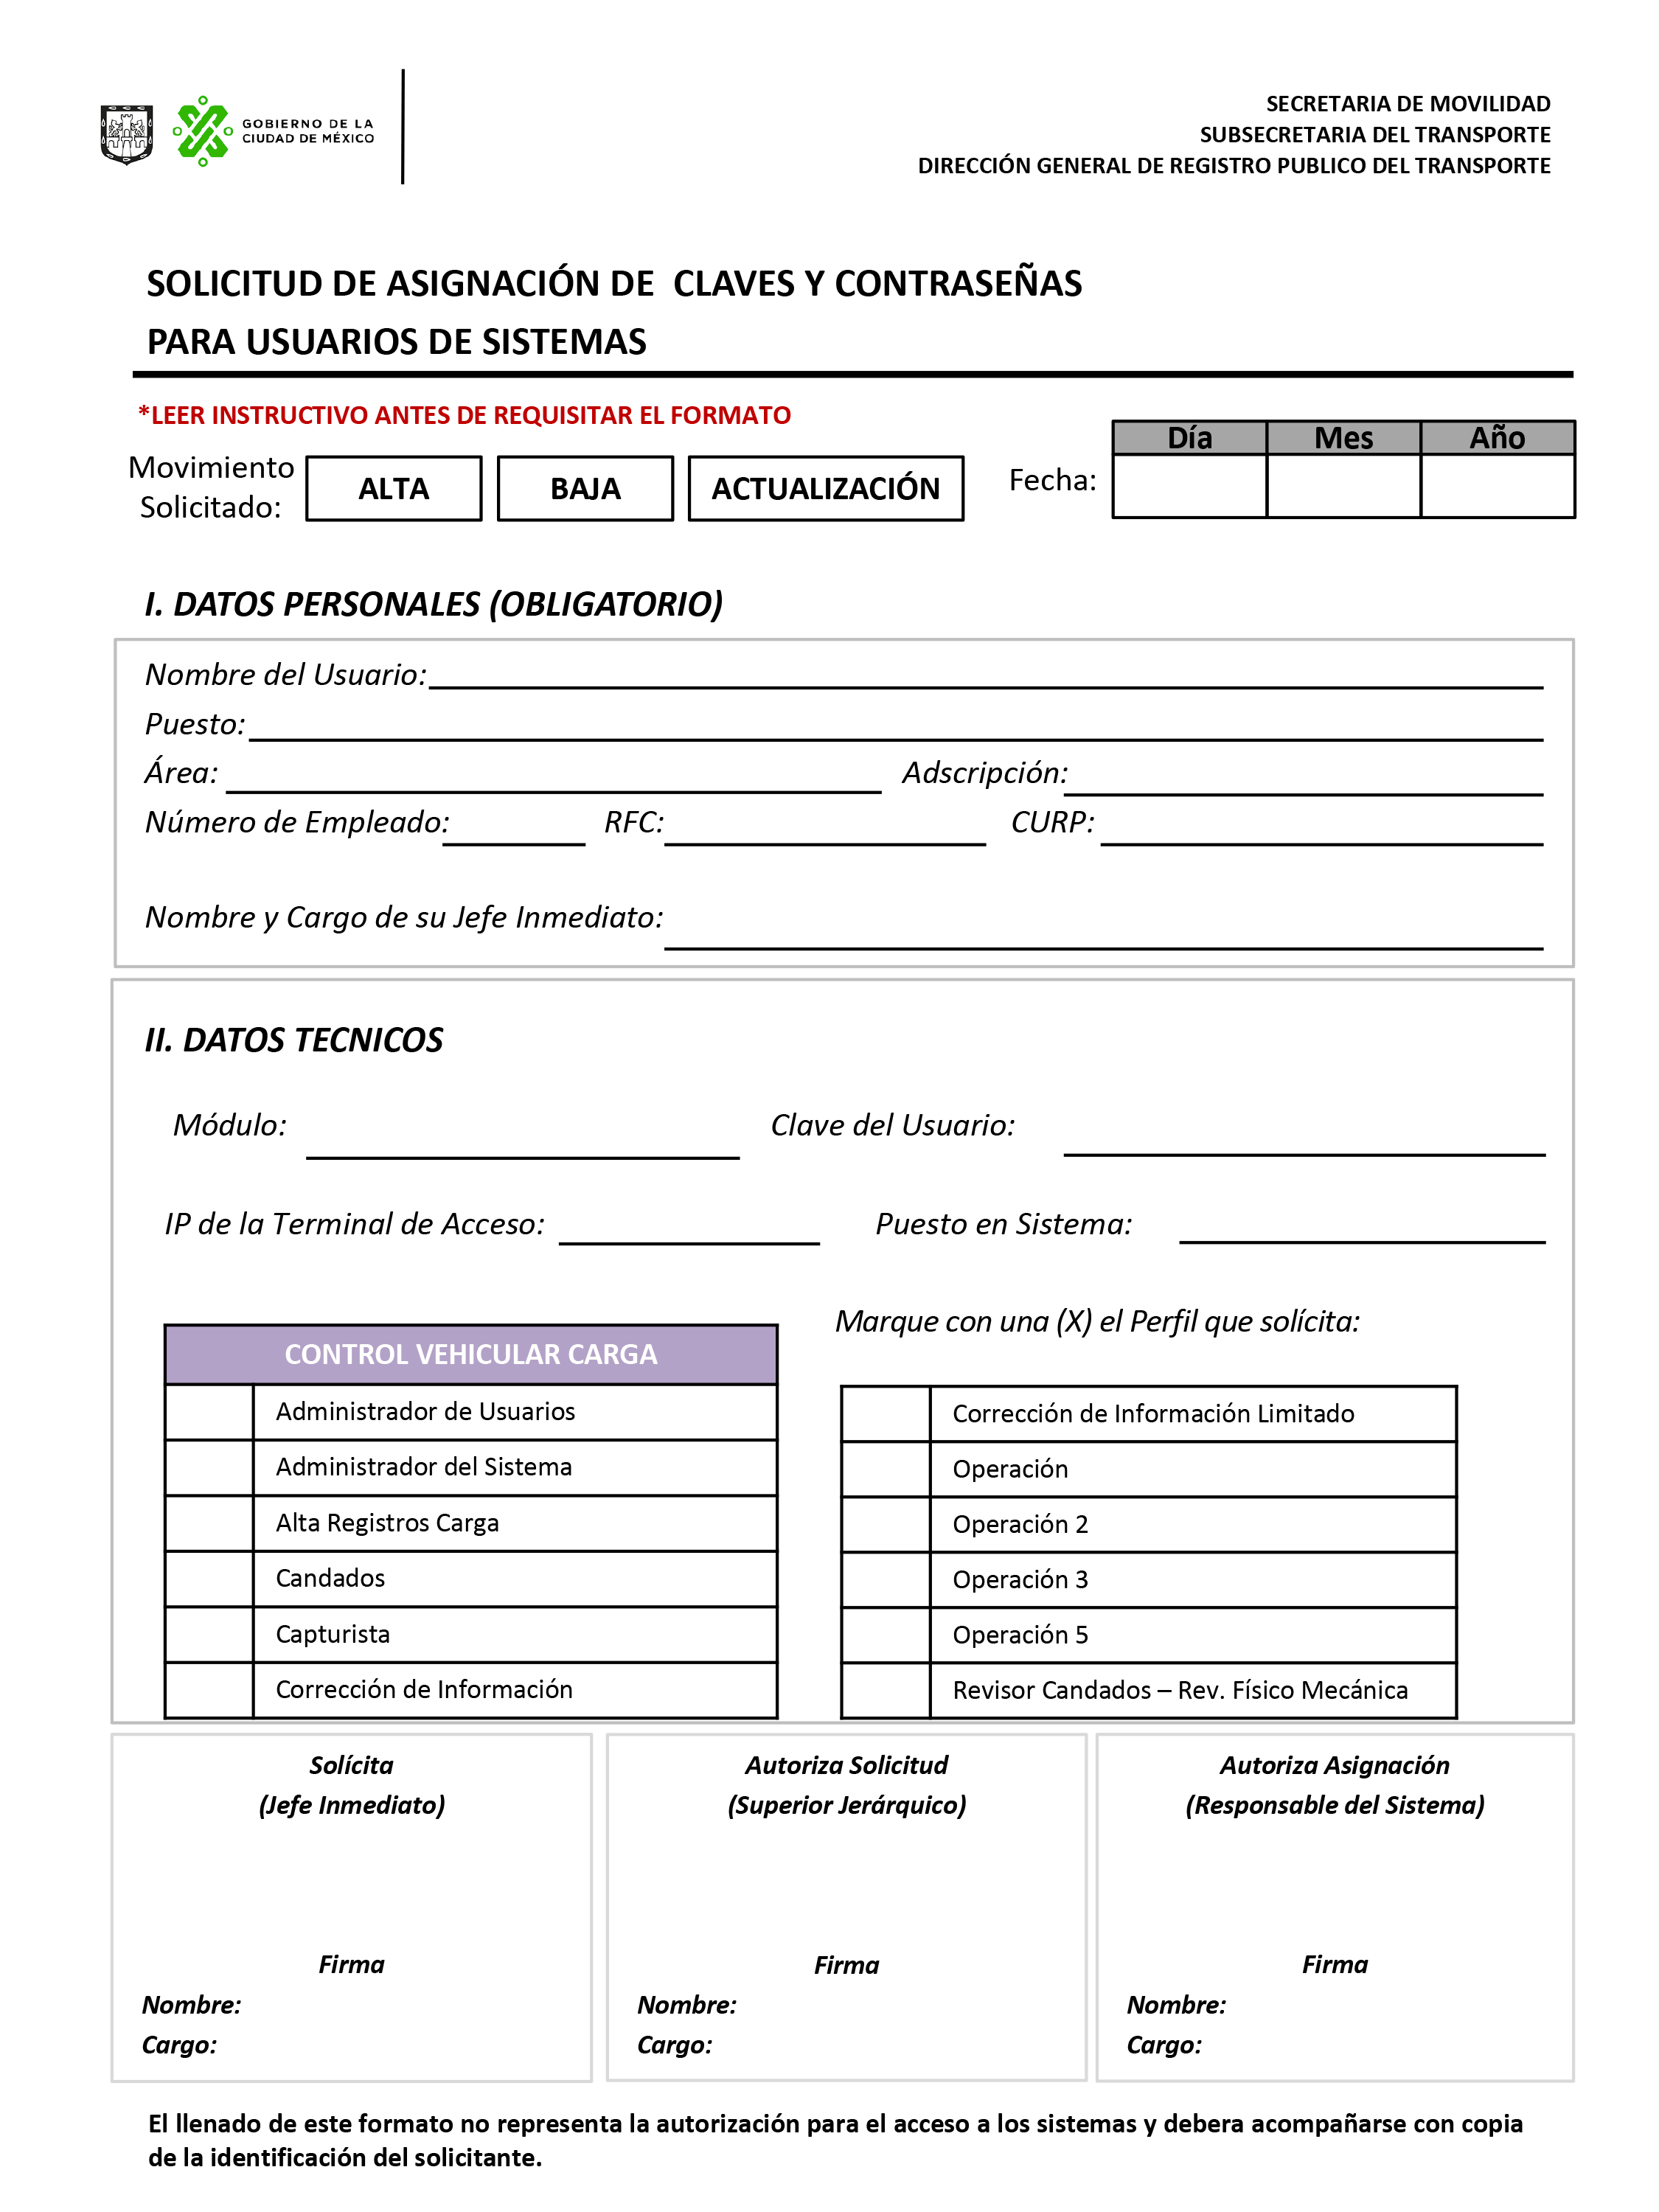 GOBIERNO DE LA
CIUDAD DE MÉXICO
SECRETARIA DE MOVILIDAD
SUBSECRETARIA DEL TRANSPORTE
DIRECCIÓN GENERAL DE REGISTRO PUBLICO DEL TRANSPORTE
SOLICITUD DE ASIGNACIÓN DE CLAVES Y CONTRASEÑAS
PARA USUARIOS DE SISTEMAS
*LEER INSTRUCTIVO ANTES DE REQUISITAR EL FORMATO
Movimiento
Solicitado:
ALTA BAJA ACTUALIZACIÓN
Fecha:
Día Mes Año
I. DATOS PERSONALES (OBLIGATORIO)
Nombre del Usuario:
Puesto:
Área: Adscripción:
Número de Empleado: RFC: CURP:
Nombre y Cargo de su Jefe Inmediato:
II. DATOS TECNICOS
Módulo: Clave del Usuario:
IP de la Terminal de Acceso: Puesto en Sistema:
Marque con una (X) el Perfil que solícita:
CONTROL VEHICULAR CARGA
Administrador de Usuarios
Administrador del Sistema
Alta Registros Carga
Candados
Capturista
Corrección de Información
Corrección de Información Limitado
Operación
Operación 2
Operación 3
Operación 5
Revisor Candados – Rev. Físico Mecánica
Solícita
(Jefe Inmediato)
Firma
Nombre:
Cargo:
Autoriza Solicitud
(Superior Jerárquico)
Firma
Nombre:
Cargo:
Autoriza Asignación
(Responsable del Sistema)
Firma
Nombre:
Cargo:
El llenado de este formato no representa la autorización para el acceso a los sistemas y debera acompañarse con copia
de la identificación del solicitante.